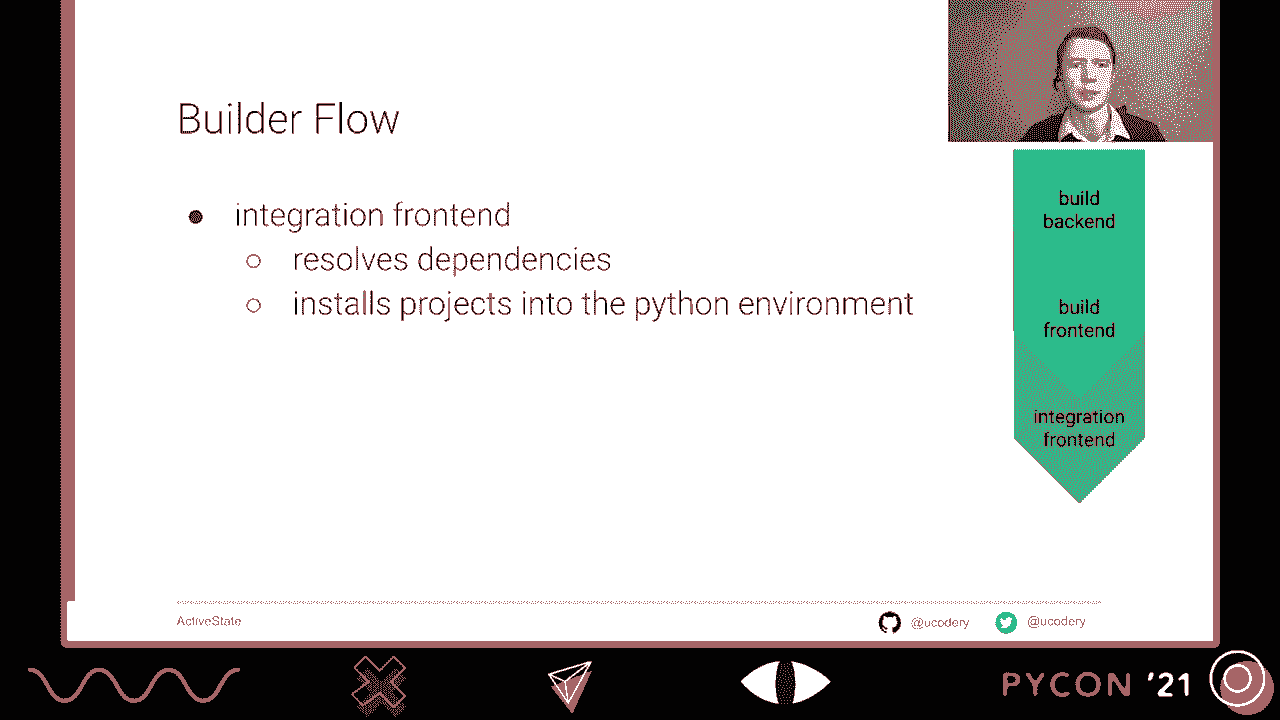 Builder Flow
● integration frontend
○ resolves dependencies
○ installs projects into the python environment
build
backend
build
frontend
integration
frontend
ActiveState
@ucodery
@ucodery
PYCON '21